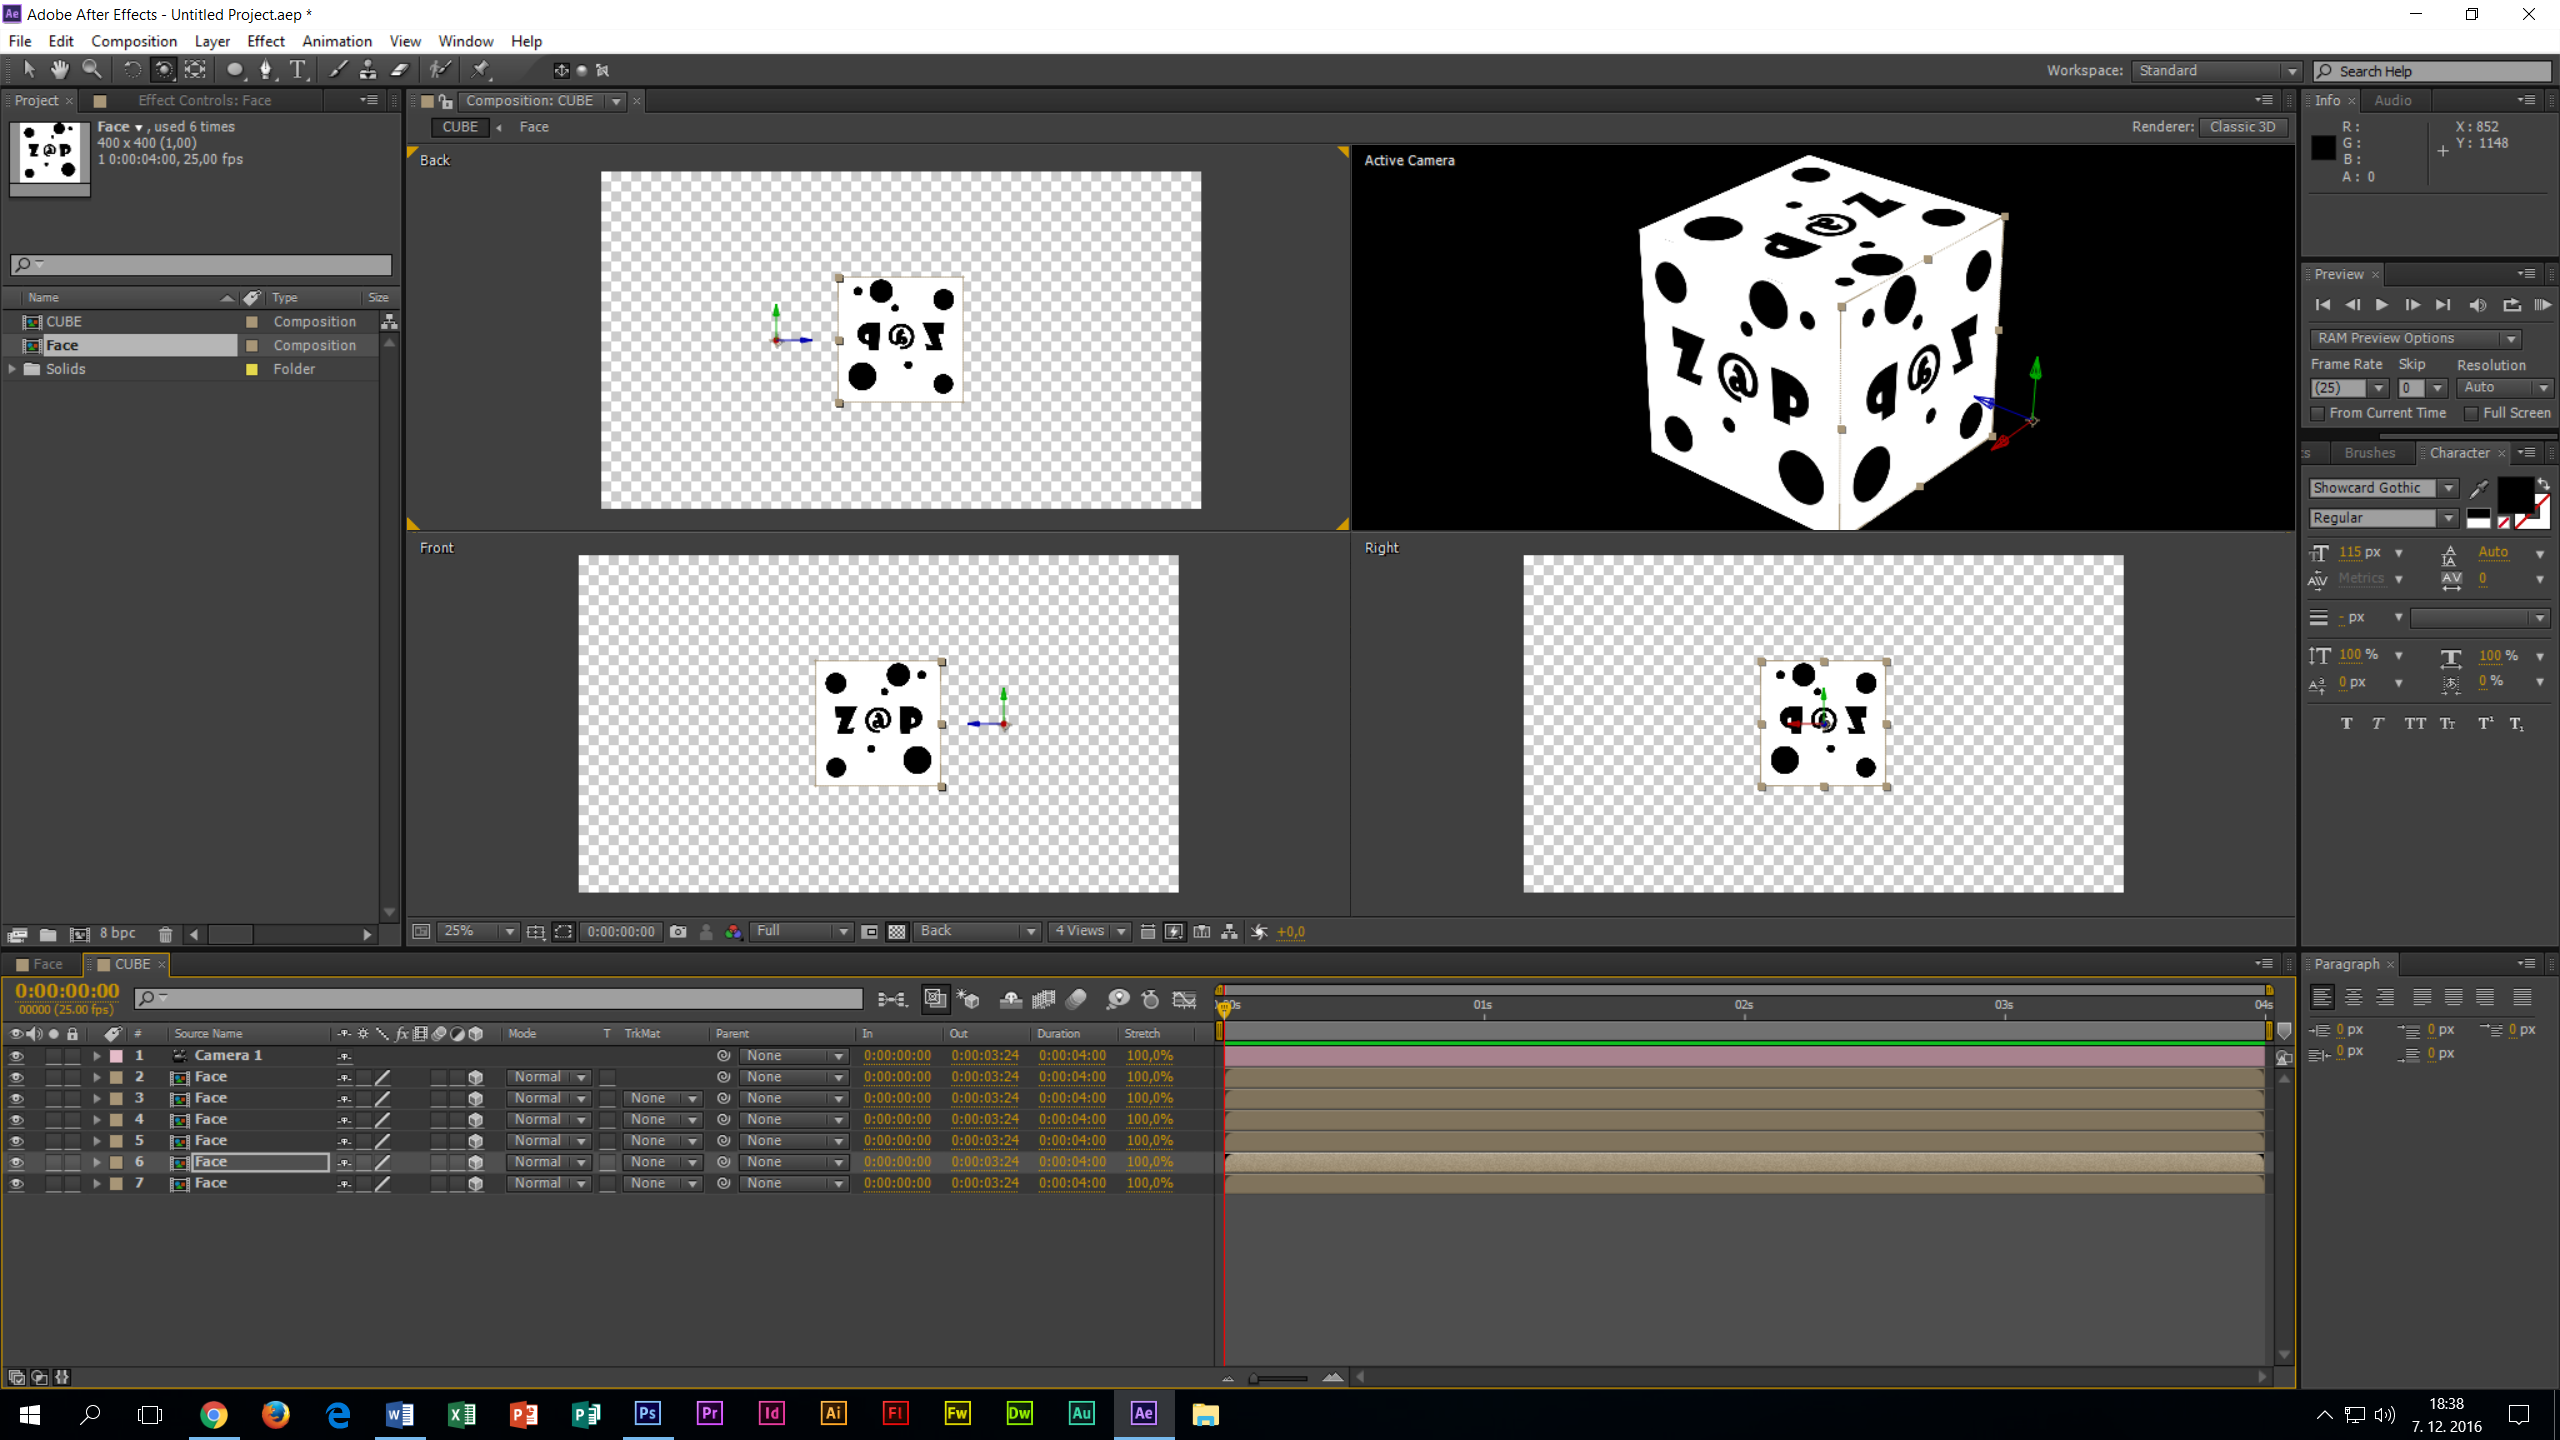 Adobe After Effects - Untitled Project.aep *
File Edit Composition Layer Effect Animation View Window Help
Workspace: Standard Search Help
Project Effect Controls: Face Composition: CUBE Info Audio
Face , used 6 times
400 x 400 (1,00)
1 0:00:04:00, 25,00 fps
CUBE Face Renderer: Classic 3D
R :
G :
B :
A : 0
X : 852
Y : 1148
Back Active Camera
Z@P
Name Type Size
CUBE Composition
Face Composition
Solids Folder
Preview
RAM Preview Options
Frame Rate Skip Resolution
(25) 0 Auto
From Current Time Full Screen
Brushes Character
Showcard Gothic
Regular
Front Right
Z@P
115 px Auto
Metrics 0
- px
100 % 100 %
0 px 0 %
T T TT Tt T¹ T₁
8 bpc 25% 0:00:00:00 Full Back 4 Views +0,0
Face CUBE Paragraph
0:00:00:00
00000 (25.00 fps)
01s 02s 03s 04s
# Source Name Mode T TrkMat Parent In Out Duration Stretch
0 px 0 px 0 px
0 px 0 px
1 Camera 1 None 0:00:00:00 0:00:03:24 0:00:04:00 100,0%
2 Face Normal None 0:00:00:00 0:00:03:24 0:00:04:00 100,0%
3 Face Normal None None 0:00:00:00 0:00:03:24 0:00:04:00 100,0%
4 Face Normal None None 0:00:00:00 0:00:03:24 0:00:04:00 100,0%
5 Face Normal None None 0:00:00:00 0:00:03:24 0:00:04:00 100,0%
6 Face Normal None None 0:00:00:00 0:00:03:24 0:00:04:00 100,0%
7 Face Normal None None 0:00:00:00 0:00:03:24 0:00:04:00 100,0%
Ps Pr Id Ai Fl Fw Dw Au Ae
18:38
7. 12. 2016